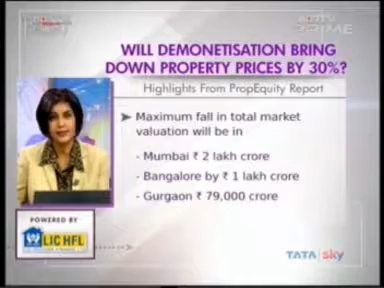 NDTV
PRIME
WILL DEMONETISATION BRING
DOWN PROPERTY PRICES BY 30%?
Highlights From PropEquity Report
Maximum fall in total market
valuation will be in
- Mumbai ₹ 2 lakh crore
- Bangalore by ₹ 1 lakh crore
- Gurgaon ₹ 79,000 crore
POWERED BY
LIC HFL
TATA sky